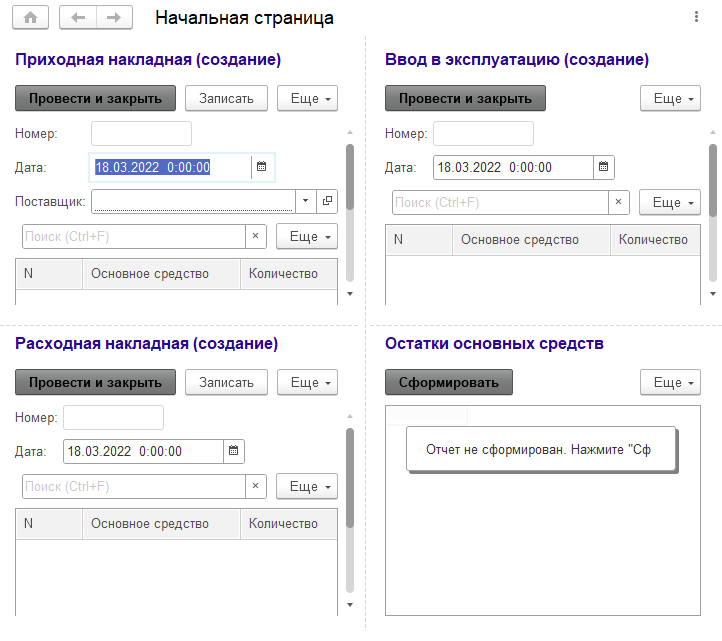 Начальная страница
Приходная накладная (создание)
Провести и закрыть
Записать
Еще
Номер:
Дата:
18.03.2022 0:00:00
Поставщик:
Поиск (Ctrl+F)
×
Еще
N
Основное средство
Количество
Ввод в эксплуатацию (создание)
Провести и закрыть
Еще
Номер:
Дата:
18.03.2022 0:00:00
Поиск (Ctrl+F)
×
Еще
N
Основное средство
Количество
Расходная накладная (создание)
Провести и закрыть
Записать
Еще
Номер:
Дата:
18.03.2022 0:00:00
Поиск (Ctrl+F)
×
Еще
N
Основное средство
Количество
Остатки основных средств
Сформировать
Еще
Отчет не сформирован. Нажмите "Сф